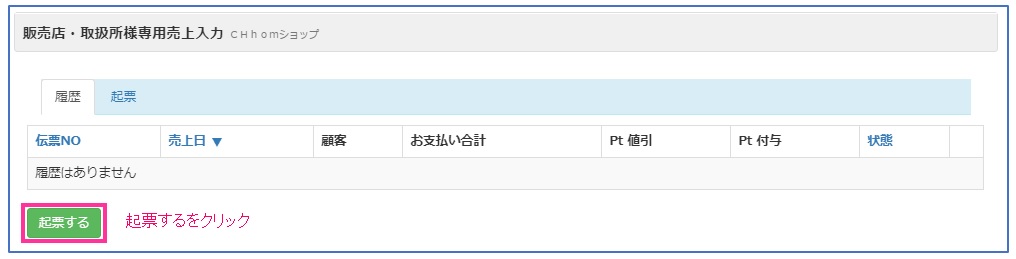 販売店・取扱所様専用売上入力 CHhomショップ
履歴 起票
伝票NO 売上日▼ 顧客 お支払い合計 Pt 値引 Pt 付与 状態
履歴はありません
起票する 起票するをクリック